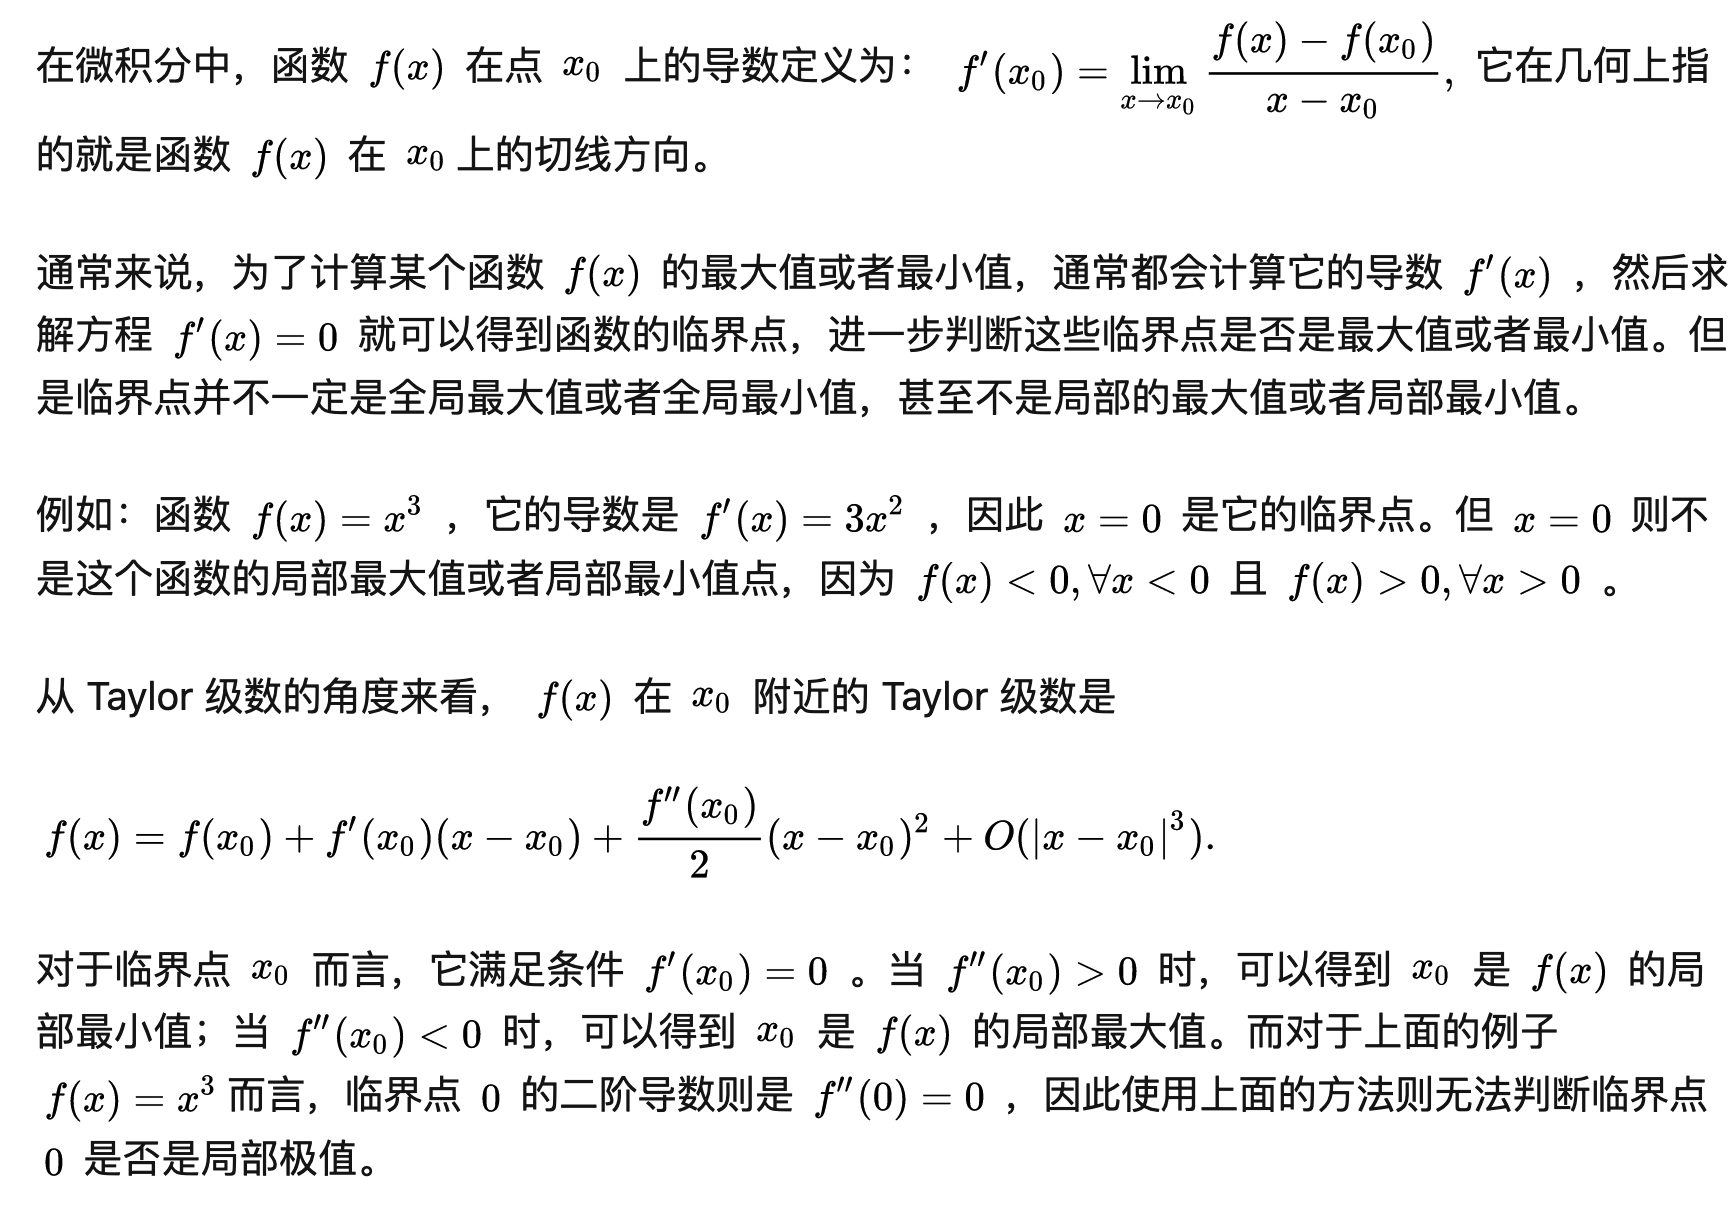 在微积分中，函数 $f(x)$ 在点 $x_0$ 上的导数定义为： $f'(x_0) = \lim\limits_{x \to x_0} \dfrac{f(x) - f(x_0)}{x - x_0}$, 它在几何上指
的就是函数 $f(x)$ 在 $x_0$ 上的切线方向。
通常来说，为了计算某个函数 $f(x)$ 的最大值或者最小值，通常都会计算它的导数 $f'(x)$ ，然后求
解方程 $f'(x) = 0$ 就可以得到函数的临界点，进一步判断这些临界点是否是最大值或者最小值。但
是临界点并不一定是全局最大值或者全局最小值，甚至不是局部的最大值或者局部最小值。
例如：函数 $f(x) = x^3$ ，它的导数是 $f'(x) = 3x^2$ ，因此 $x = 0$ 是它的临界点。但 $x = 0$ 则不
是这个函数的局部最大值或者局部最小值点，因为 $f(x) < 0, \forall x < 0$ 且 $f(x) > 0, \forall x > 0$ 。
从 Taylor 级数的角度来看， $f(x)$ 在 $x_0$ 附近的 Taylor 级数是
$f(x) = f(x_0) + f'(x_0)(x - x_0) + \dfrac{f''(x_0)}{2}(x - x_0)^2 + O(|x - x_0|^3).$
对于临界点 $x_0$ 而言，它满足条件 $f'(x_0) = 0$ 。当 $f''(x_0) > 0$ 时，可以得到 $x_0$ 是 $f(x)$ 的局
部最小值；当 $f''(x_0) < 0$ 时，可以得到 $x_0$ 是 $f(x)$ 的局部最大值。而对于上面的例子
$f(x) = x^3$ 而言，临界点 $0$ 的二阶导数则是 $f''(0) = 0$ ，因此使用上面的方法则无法判断临界点
$0$ 是否是局部极值。